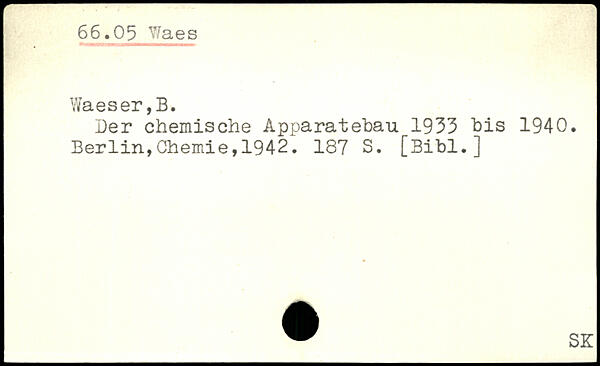 66.05 Waes
Waeser,B.
Der chemische Apparatebau 1933 bis 1940.
Berlin,Chemie,1942. 187 S. [Bibl.]
SK